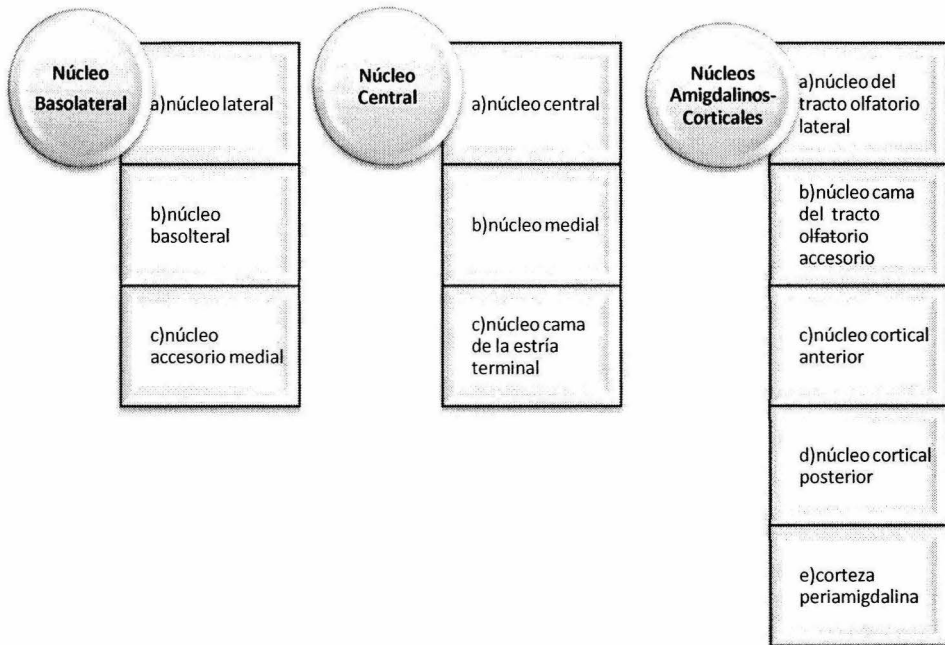 Núcleo
Basolateral
a)núcleo lateral
b)núcleo
basolteral
c)núcleo
accesorio medial
Núcleo
Central
a)núcleo central
b)núcleo medial
c)núcleo cama
de la estría
terminal
Núcleos
Amigdalinos-
Corticales
a)núcleo del
tracto olfatorio
lateral
b)núcleo cama
del tracto
olfatorio
accesorio
c)núcleo cortical
anterior
d)núcleo cortical
posterior
e)corteza
periamigdalina